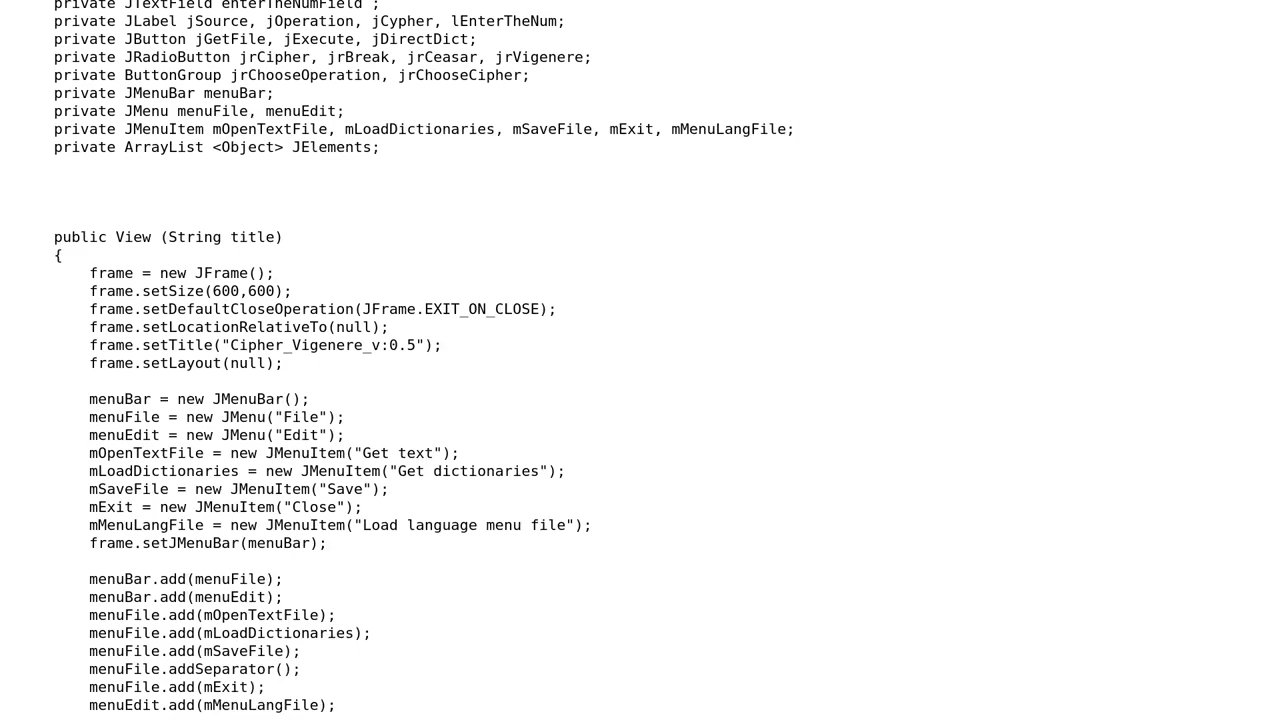 private JTextField enterTheNumField ;
private JLabel jSource, jOperation, jCypher, lEnterTheNum;
private JButton jGetFile, jExecute, jDirectDict;
private JRadioButton jrCipher, jrBreak, jrCeasar, jrVigenere;
private ButtonGroup jrChooseOperation, jrChooseCipher;
private JMenuBar menuBar;
private JMenu menuFile, menuEdit;
private JMenuItem mOpenTextFile, mLoadDictionaries, mSaveFile, mExit, mMenuLangFile;
private ArrayList <Object> JElements;
public View (String title)
{
frame = new JFrame();
frame.setSize(600,600);
frame.setDefaultCloseOperation(JFrame.EXIT_ON_CLOSE);
frame.setLocationRelativeTo(null);
frame.setTitle("Cipher_Vigenere_v:0.5");
frame.setLayout(null);
menuBar = new JMenuBar();
menuFile = new JMenu("File");
menuEdit = new JMenu("Edit");
mOpenTextFile = new JMenuItem("Get text");
mLoadDictionaries = new JMenuItem("Get dictionaries");
mSaveFile = new JMenuItem("Save");
mExit = new JMenuItem("Close");
mMenuLangFile = new JMenuItem("Load language menu file");
frame.setJMenuBar(menuBar);
menuBar.add(menuFile);
menuBar.add(menuEdit);
menuFile.add(mOpenTextFile);
menuFile.add(mLoadDictionaries);
menuFile.add(mSaveFile);
menuFile.addSeparator();
menuFile.add(mExit);
menuEdit.add(mMenuLangFile);